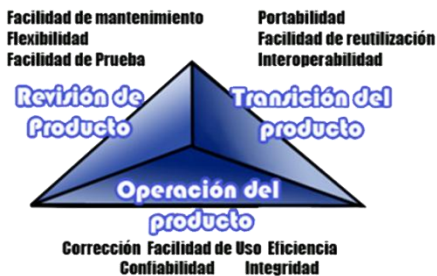 Facilidad de mantenimiento
Flexibilidad
Facilidad de Prueba
Portabilidad
Facilidad de reutilización
Interoperabilidad
Revisión de
Producto
Transición del
producto
Operación del
producto
Corrección Facilidad de Uso Eficiencia
Confiabilidad Integridad